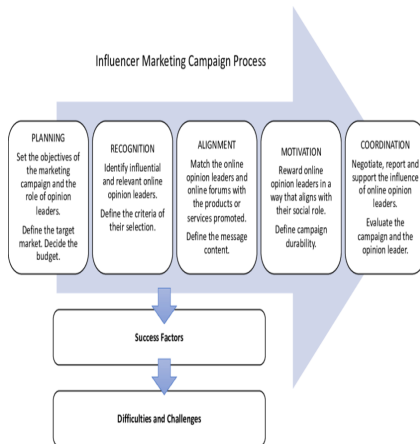 Influencer Marketing Campaign Process
PLANNING
Set the objectives of
the marketing
campaign and the
role of opinion
leaders.
Define the target
market. Decide the
budget.
RECOGNITION
Identify influential
and relevant online
opinion leaders.
Define the criteria of
their selection.
ALIGNMENT
Match the online
opinion leaders and
online forums with
the products or
services promoted.
Define the message
content.
MOTIVATION
Reward online
opinion leaders in a
way that aligns with
their social role.
Define campaign
durability.
COORDINATION
Negotiate, report and
support the influence
of online opinion
leaders.
Evaluate the
campaign and the
opinion leader.
Success Factors
Difficulties and Challenges